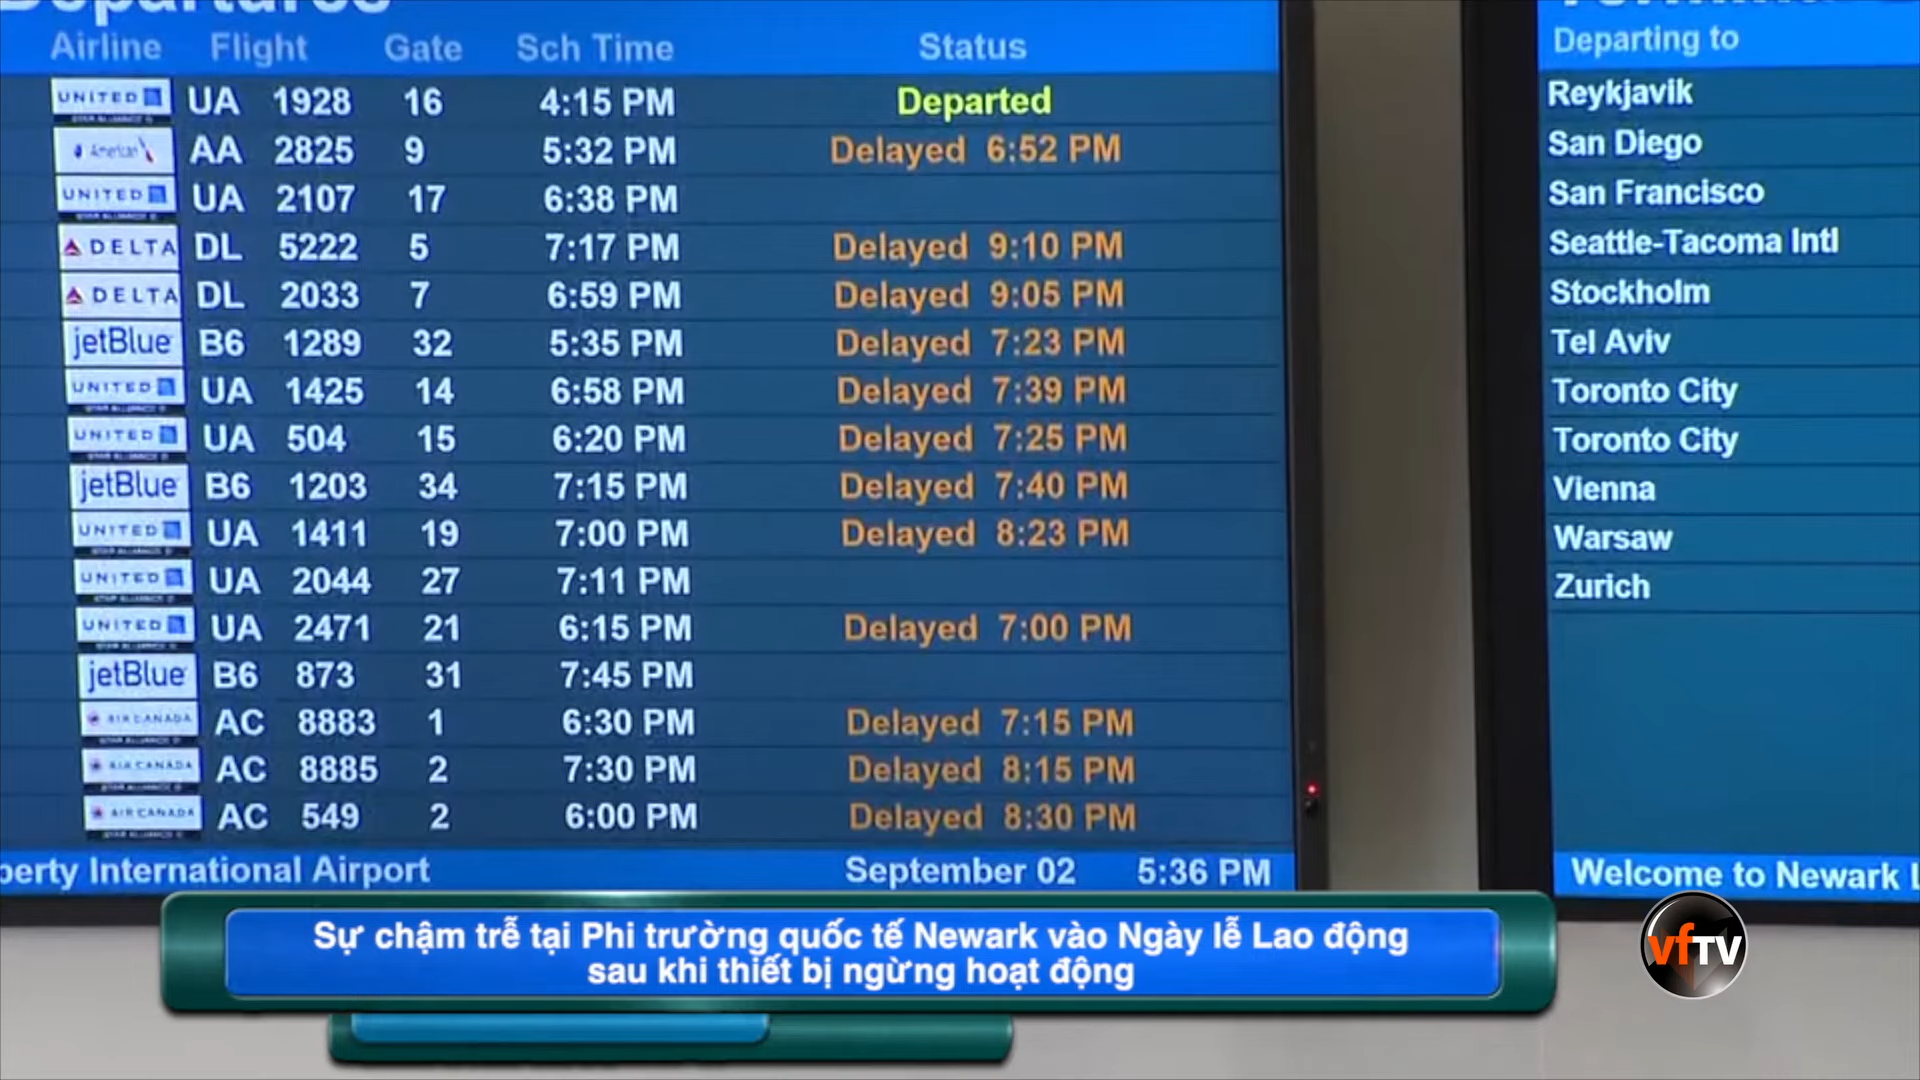 Departures
Airline Flight Gate Sch Time Status
UNITED UA 1928 16 4:15 PM Departed
American AA 2825 9 5:32 PM Delayed 6:52 PM
UNITED UA 2107 17 6:38 PM
DELTA DL 5222 5 7:17 PM Delayed 9:10 PM
DELTA DL 2033 7 6:59 PM Delayed 9:05 PM
jetBlue B6 1289 32 5:35 PM Delayed 7:23 PM
UNITED UA 1425 14 6:58 PM Delayed 7:39 PM
UNITED UA 504 15 6:20 PM Delayed 7:25 PM
jetBlue B6 1203 34 7:15 PM Delayed 7:40 PM
UNITED UA 1411 19 7:00 PM Delayed 8:23 PM
UNITED UA 2044 27 7:11 PM
UNITED UA 2471 21 6:15 PM Delayed 7:00 PM
jetBlue B6 873 31 7:45 PM
AIR CANADA AC 8883 1 6:30 PM Delayed 7:15 PM
AIR CANADA AC 8885 2 7:30 PM Delayed 8:15 PM
AIR CANADA AC 549 2 6:00 PM Delayed 8:30 PM
perty International Airport September 02 5:36 PM
Departing to
Reykjavik
San Diego
San Francisco
Seattle-Tacoma Intl
Stockholm
Tel Aviv
Toronto City
Toronto City
Vienna
Warsaw
Zurich
Welcome to Newark L
Sự chậm trễ tại Phi trường quốc tế Newark vào Ngày lễ Lao động
sau khi thiết bị ngừng hoạt động
vfTV